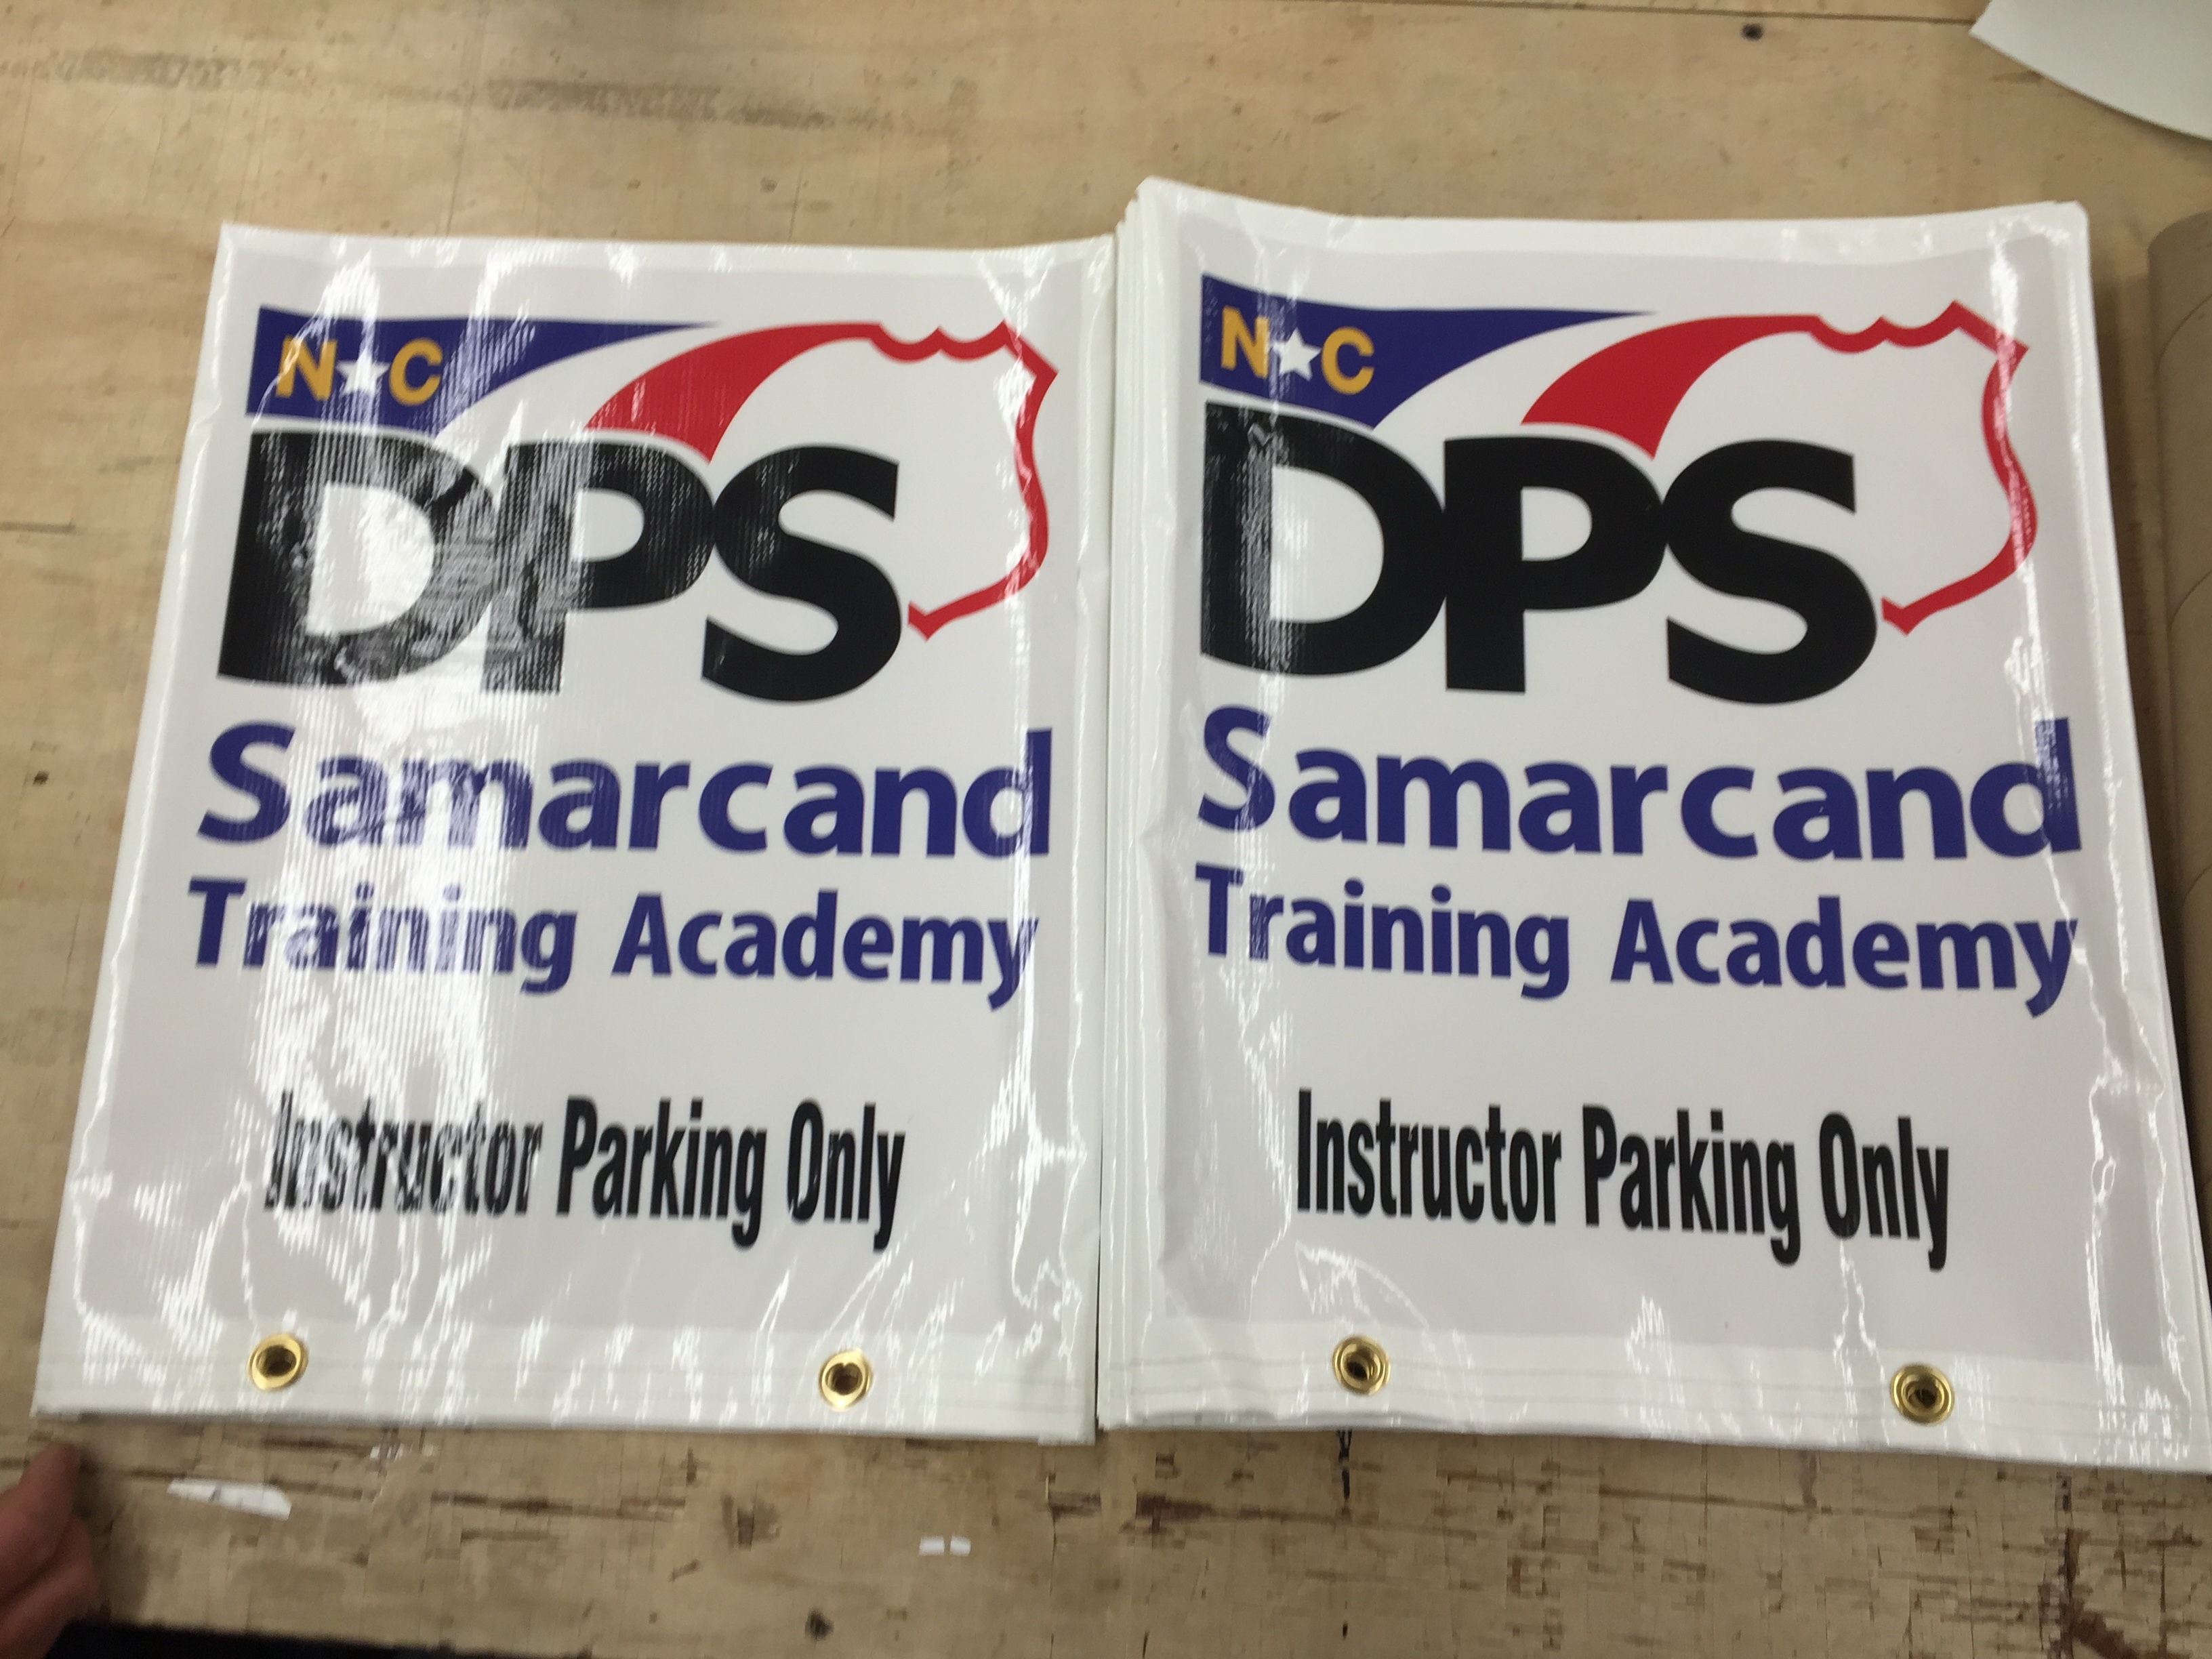 N★C
DPS
Samarcand
Training Academy
Instructor Parking Only
N★C
DPS
Samarcand
Training Academy
Instructor Parking Only